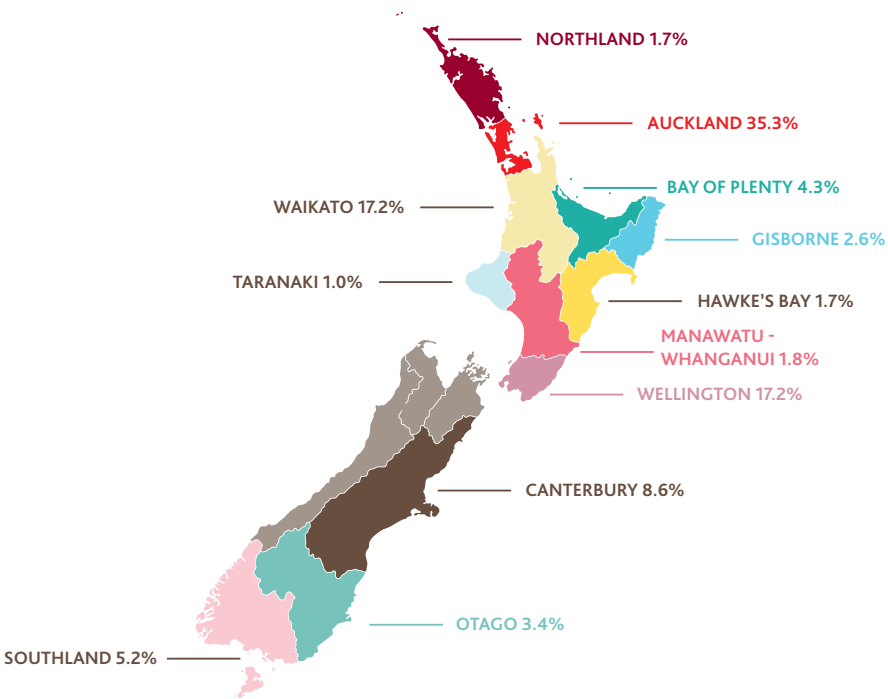 NORTHLAND 1.7%
AUCKLAND 35.3%
BAY OF PLENTY 4.3%
WAIKATO 17.2%
GISBORNE 2.6%
TARANAKI 1.0%
HAWKE'S BAY 1.7%
MANAWATU -
WHANGANUI 1.8%
WELLINGTON 17.2%
CANTERBURY 8.6%
OTAGO 3.4%
SOUTHLAND 5.2%